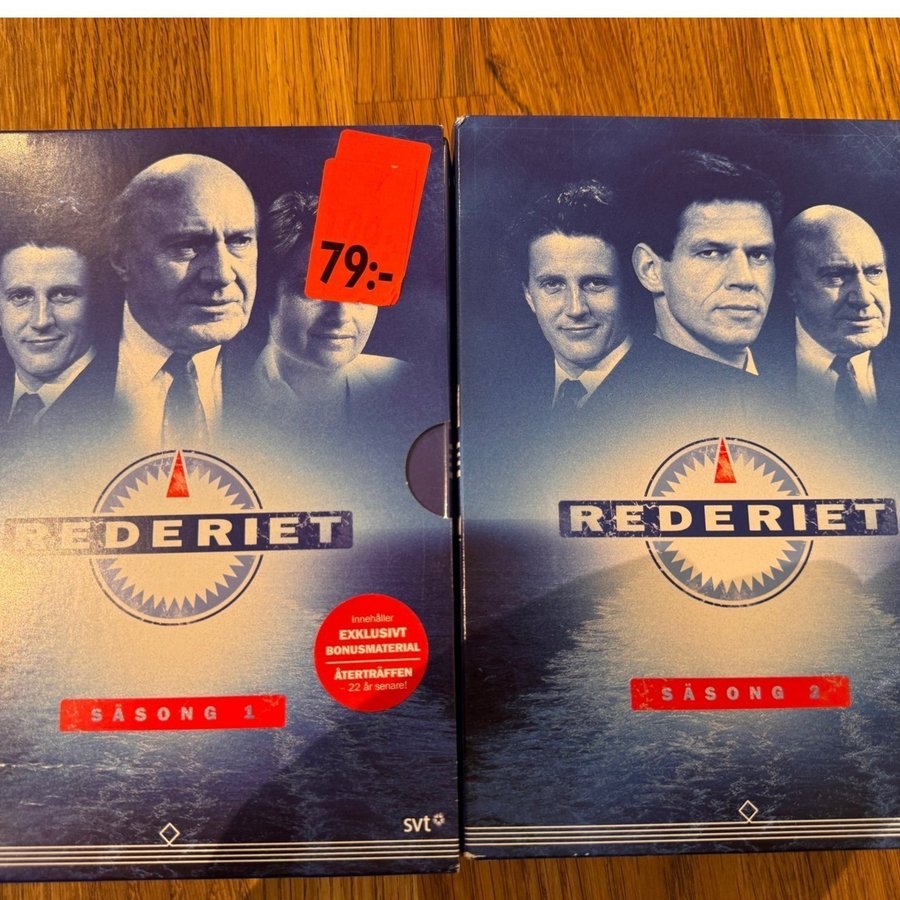 79:-
REDERIET
Innehåller
EXKLUSIVT
BONUSMATERIAL
ÅTERTRÄFFEN
– 22 år senare!
SÄSONG 1
svt
REDERIET
SÄSONG 2